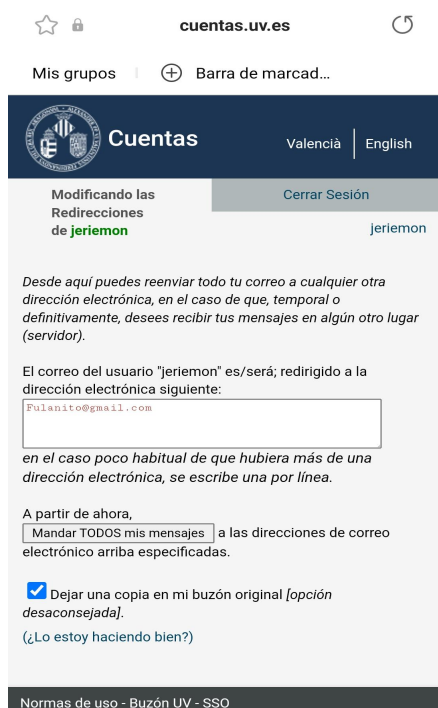 cuentas.uv.es
Mis grupos
Barra de marcad...
Cuentas
Valencià
English
Modificando las
Redirecciones
de jeriemon
Cerrar Sesión
jeriemon
Desde aquí puedes reenviar todo tu correo a cualquier otra
dirección electrónica, en el caso de que, temporal o
definitivamente, desees recibir tus mensajes en algún otro lugar
(servidor).
El correo del usuario "jeriemon" es/será; redirigido a la
dirección electrónica siguiente:
Fulanito@gmail.com
en el caso poco habitual de que hubiera más de una
dirección electrónica, se escribe una por línea.
A partir de ahora,
Mandar TODOS mis mensajes a las direcciones de correo
electrónico arriba especificadas.
Dejar una copia en mi buzón original [opción
desaconsejada].
(¿Lo estoy haciendo bien?)
Normas de uso - Buzón UV - SSO